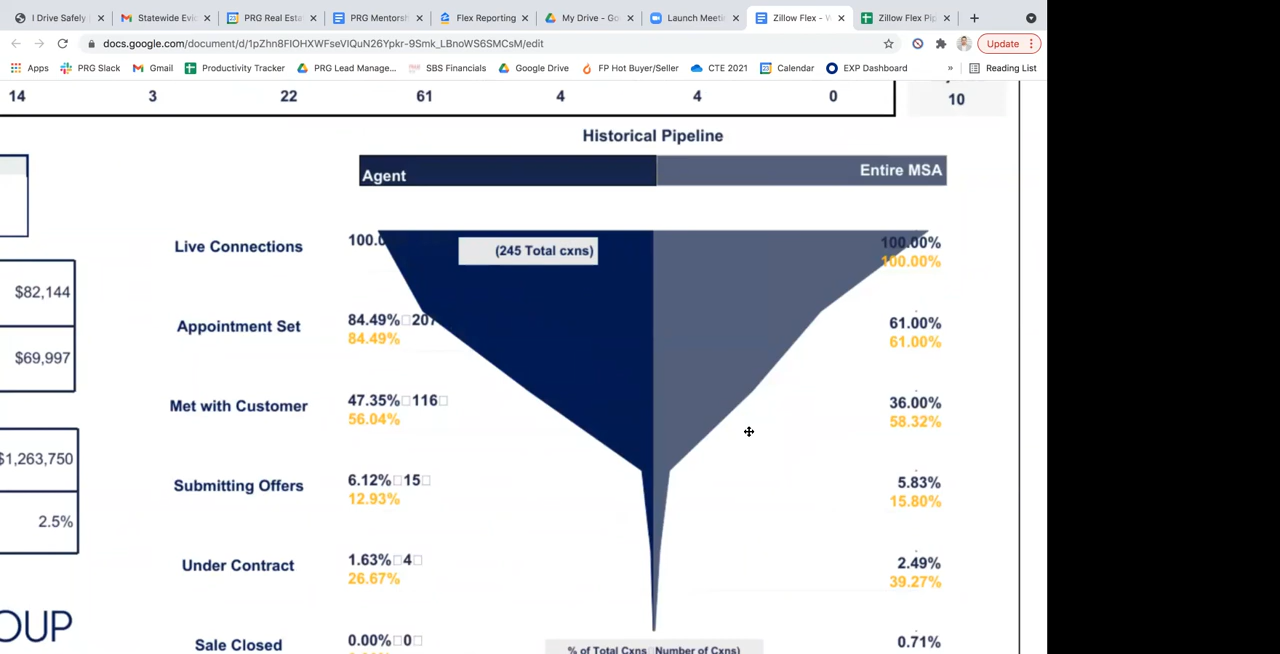 I Drive Safely
Statewide Evi
PRG Real Esta
PRG Mentorsh
Flex Reporting
My Drive - Go
Launch Meeti
Zillow Flex - W
Zillow Flex Pip
docs.google.com/document/d/1pZhn8FIOHXWFseVIQuN26Ypkr-9Smk_LBnoWS6SMCsM/edit
Update
Apps
PRG Slack
Gmail
Productivity Tracker
PRG Lead Manage...
SBS Financials
Google Drive
FP Hot Buyer/Seller
CTE 2021
Calendar
EXP Dashboard
»
Reading List
14 3 22 61 4 4 0 10
Historical Pipeline
Agent
Entire MSA
Live Connections
100.0
(245 Total cxns)
100.00%
100.00%
$82,144
Appointment Set
84.49% 207
84.49%
61.00%
61.00%
$69,997
Met with Customer
47.35% 116
56.04%
36.00%
58.32%
$1,263,750
Submitting Offers
6.12% 15
12.93%
5.83%
15.80%
2.5%
Under Contract
1.63% 4
26.67%
2.49%
39.27%
OUP
Sale Closed
0.00% 0
0.71%
% of Total Cxns Number of Cxns)